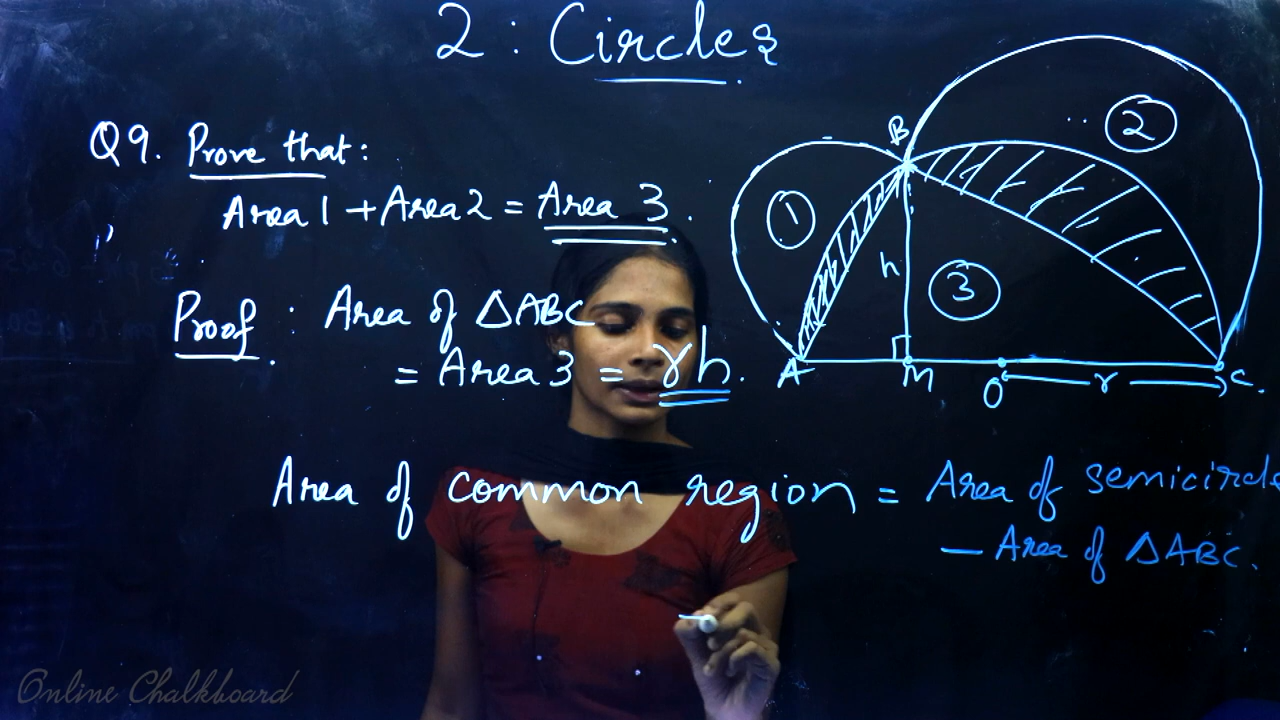 2 : Circles
Q9. Prove that:
Area 1 + Area 2 = Area 3.
Proof : Area of △ABC
= Area 3 = rh.
Area of common region = Area of semicircle
— Area of △ABC.
B
1
2
h
3
A
M
O
r
C.
Online Chalkboard